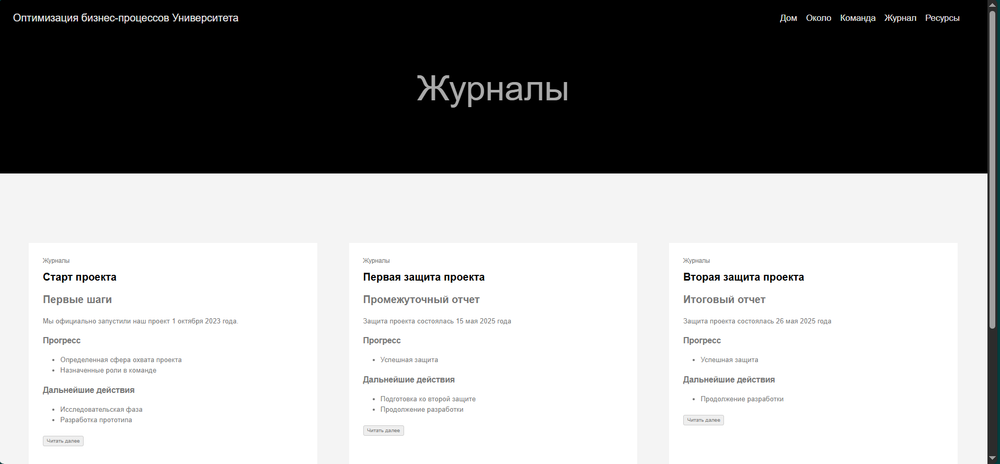 Оптимизация бизнес-процессов Университета
Дом Около Команда Журнал Ресурсы
Журналы
Журналы
Старт проекта
Первые шаги
Мы официально запустили наш проект 1 октября 2023 года.
Прогресс
Определенная сфера охвата проекта
Назначенные роли в команде
Дальнейшие действия
Исследовательская фаза
Разработка прототипа
Читать далее
Журналы
Первая защита проекта
Промежуточный отчет
Защита проекта состоялась 15 мая 2025 года
Прогресс
Успешная защита
Дальнейшие действия
Подготовка ко второй защите
Продолжение разработки
Читать далее
Журналы
Вторая защита проекта
Итоговый отчет
Защита проекта состоялась 26 мая 2025 года
Прогресс
Успешная защита
Дальнейшие действия
Продолжение разработки
Читать далее